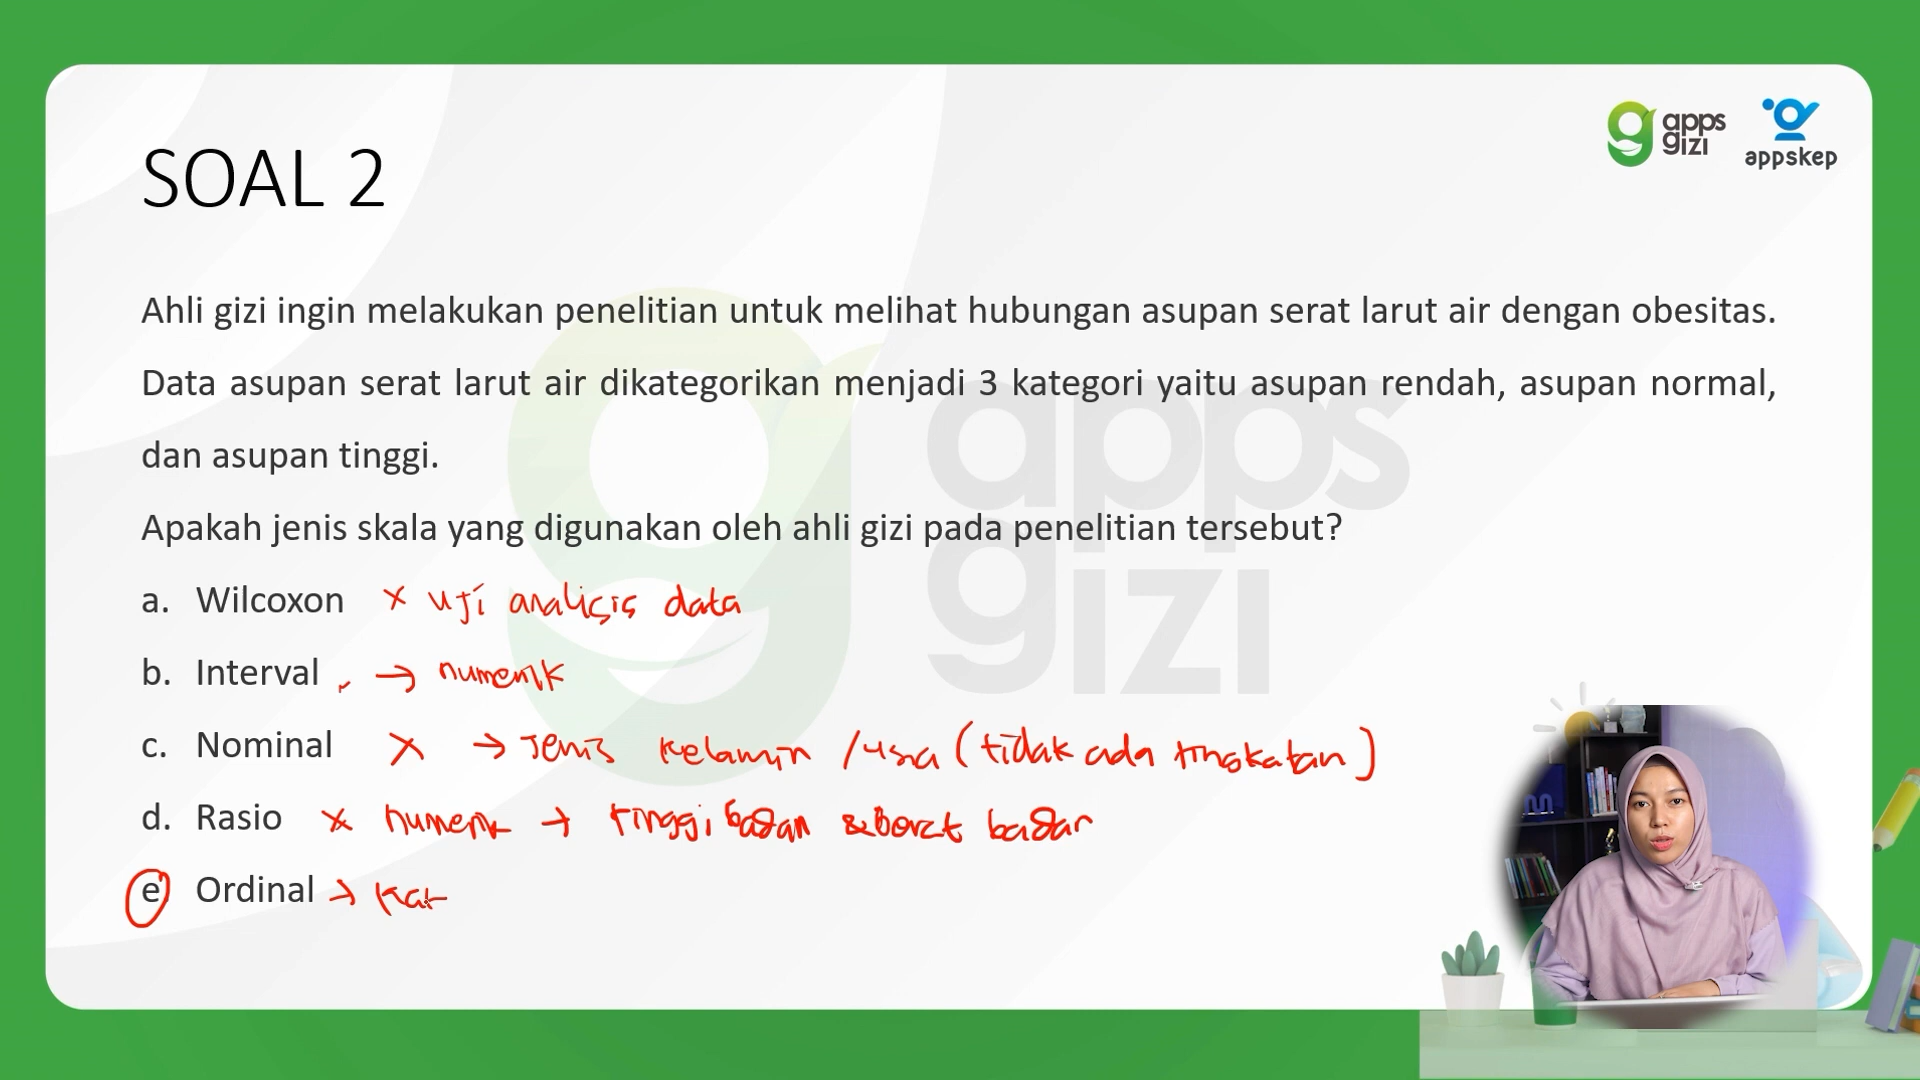 apps
gizi
appskep
SOAL 2
Ahli gizi ingin melakukan penelitian untuk melihat hubungan asupan serat larut air dengan obesitas.
Data asupan serat larut air dikategorikan menjadi 3 kategori yaitu asupan rendah, asupan normal,
dan asupan tinggi.
Apakah jenis skala yang digunakan oleh ahli gizi pada penelitian tersebut?
a. Wilcoxon × uji analisis data
b. Interval → numerik
c. Nominal × → Jenis kelamin / usia (tidak ada tingkatan)
d. Rasio × numerik → tinggi badan & berat badan
e. Ordinal → kat
apps
gizi